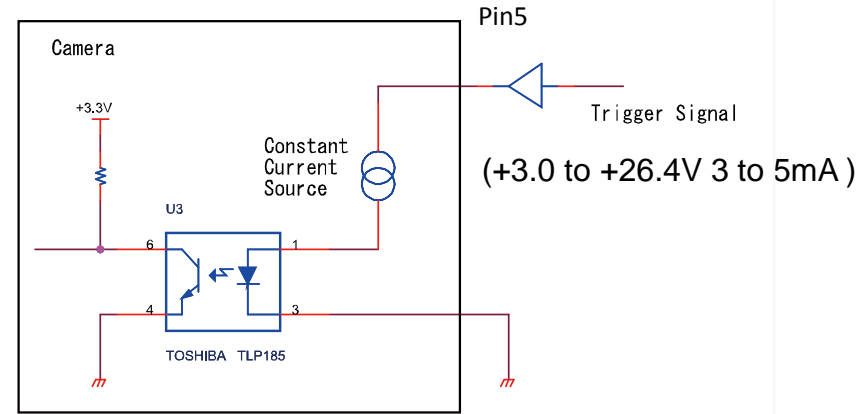 Pin5
Camera
+3.3V
Trigger Signal
Constant
Current
Source
(+3.0 to +26.4V 3 to 5mA )
U3
6
1
4
3
TOSHIBA TLP185